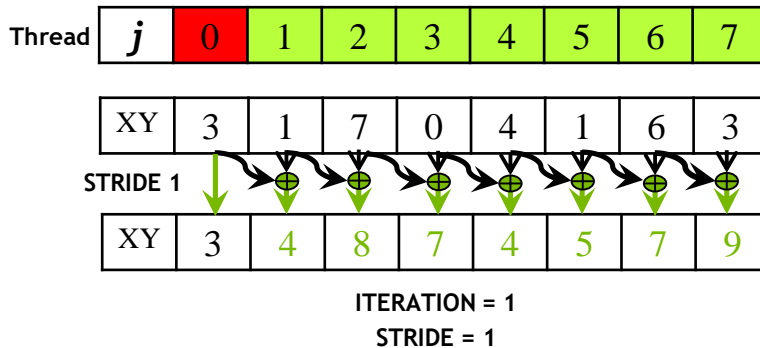 Thread j 0 1 2 3 4 5 6 7
XY 3 1 7 0 4 1 6 3
STRIDE 1
XY 3 4 8 7 4 5 7 9
ITERATION = 1
STRIDE = 1